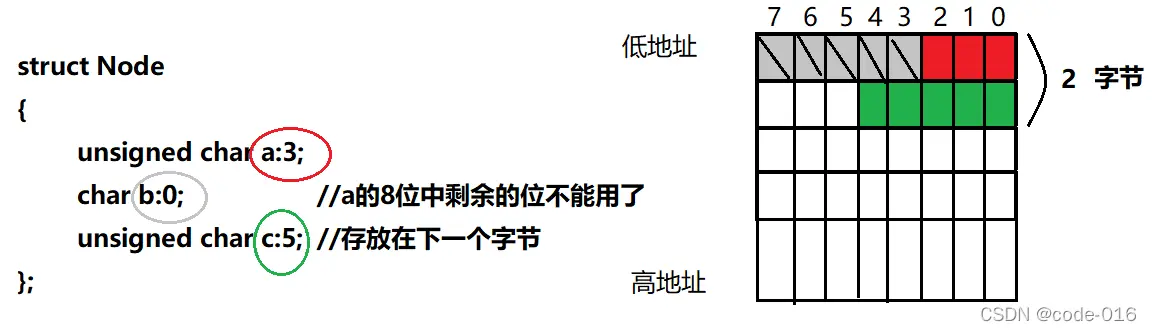 7 6 5 4 3 2 1 0
低地址
struct Node
{
2 字节
unsigned char a:3;
char b:0; //a的8位中剩余的位不能用了
unsigned char c:5; //存放在下一个字节
};
高地址
CSDN @code-016